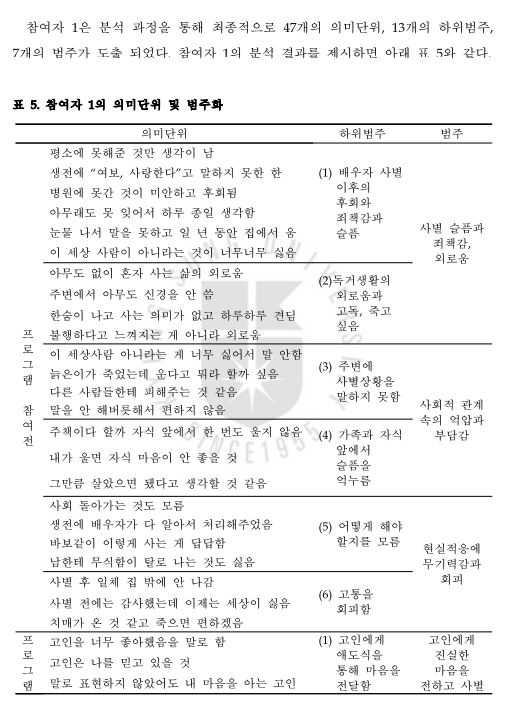 참여자 1은 분석 과정을 통해 최종적으로 47개의 의미단위, 13개의 하위범주,
7개의 범주가 도출 되었다. 참여자 1의 분석 결과를 제시하면 아래 표 5와 같다.
표 5. 참여자 1의 의미단위 및 범주화
의미단위 하위범주 범주
프로그램 참여전
평소에 못해준 것만 생각이 남
생전에 “여보, 사랑한다”고 말하지 못한 한
병원에 못간 것이 미안하고 후회됨
아무래도 못 잊어서 하루 종일 생각함
눈물 나서 말을 못하고 일 년 동안 집에서 움
이 세상 사람이 아니라는 것이 너무너무 싫음
(1) 배우자 사별
이후의
후회와
죄책감과
슬픔
아무도 없이 혼자 사는 삶의 외로움
주변에서 아무도 신경을 안 씀
한숨이 나고 사는 의미가 없고 하루하루 견딤
불행하다고 느껴지는 게 아니라 외로움
(2)독거생활의
외로움과
고독, 죽고
싶음
사별 슬픔과
죄책감,
외로움
이 세상사람 아니라는 게 너무 싫어서 말 안함
늙은이가 죽었는데 운다고 뭐라 할까 싶음
다른 사람들한테 피해주는 것 같음
말을 안 해버릇해서 편하지 않음
(3) 주변에
사별상황을
말하지 못함
주책이다 할까 자식 앞에서 한 번도 울지 않음
내가 울면 자식 마음이 안 좋을 것
그만큼 살았으면 됐다고 생각할 것 같음
(4) 가족과 자식
앞에서
슬픔을
억누름
사회적 관계
속의 억압과
부담감
사회 돌아가는 것도 모름
생전에 배우자가 다 알아서 처리해주었음
바보같이 이렇게 사는 게 답답함
남한테 무식함이 탈로 나는 것도 싫음
(5) 어떻게 해야
할지를 모름
사별 후 일체 집 밖에 안 나감
사별 전에는 감사했는데 이제는 세상이 싫음
치매가 온 것 같고 죽으면 편하겠음
(6) 고통을
회피함
현실적응에
무기력감과
회피
프로그램
고인을 너무 좋아했음을 말로 함
고인은 나를 믿고 있을 것
말로 표현하지 않았어도 내 마음을 아는 고인
(1) 고인에게
애도식을
통해 마음을
전달함
고인에게
진실한
마음을
전하고 사별
SINCE1995